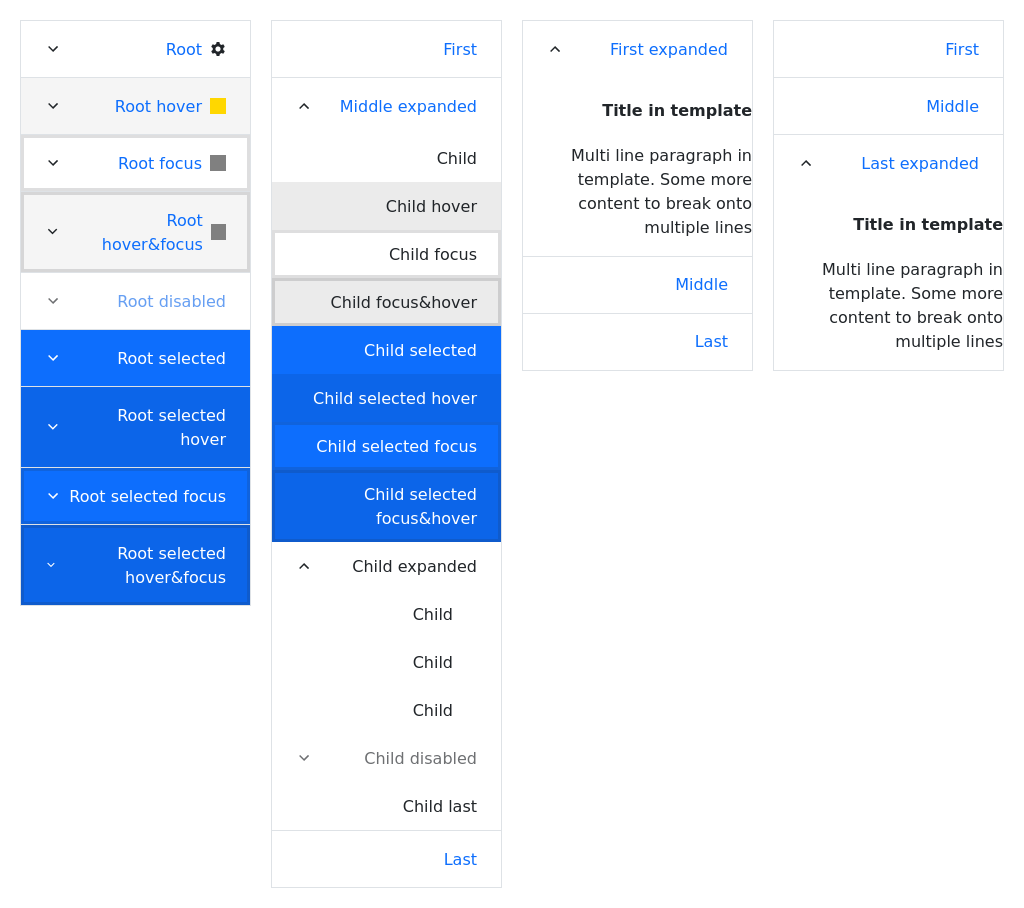 Root
Root hover
Root focus
Root
hover&focus
Root disabled
Root selected
Root selected
hover
Root selected focus
Root selected
hover&focus
First
Middle expanded
Child
Child hover
Child focus
Child focus&hover
Child selected
Child selected hover
Child selected focus
Child selected
focus&hover
Child expanded
Child
Child
Child
Child disabled
Child last
Last
First expanded
Title in template
Multi line paragraph in
template. Some more
content to break onto
multiple lines
Middle
Last
First
Middle
Last expanded
Title in template
Multi line paragraph in
template. Some more
content to break onto
multiple lines